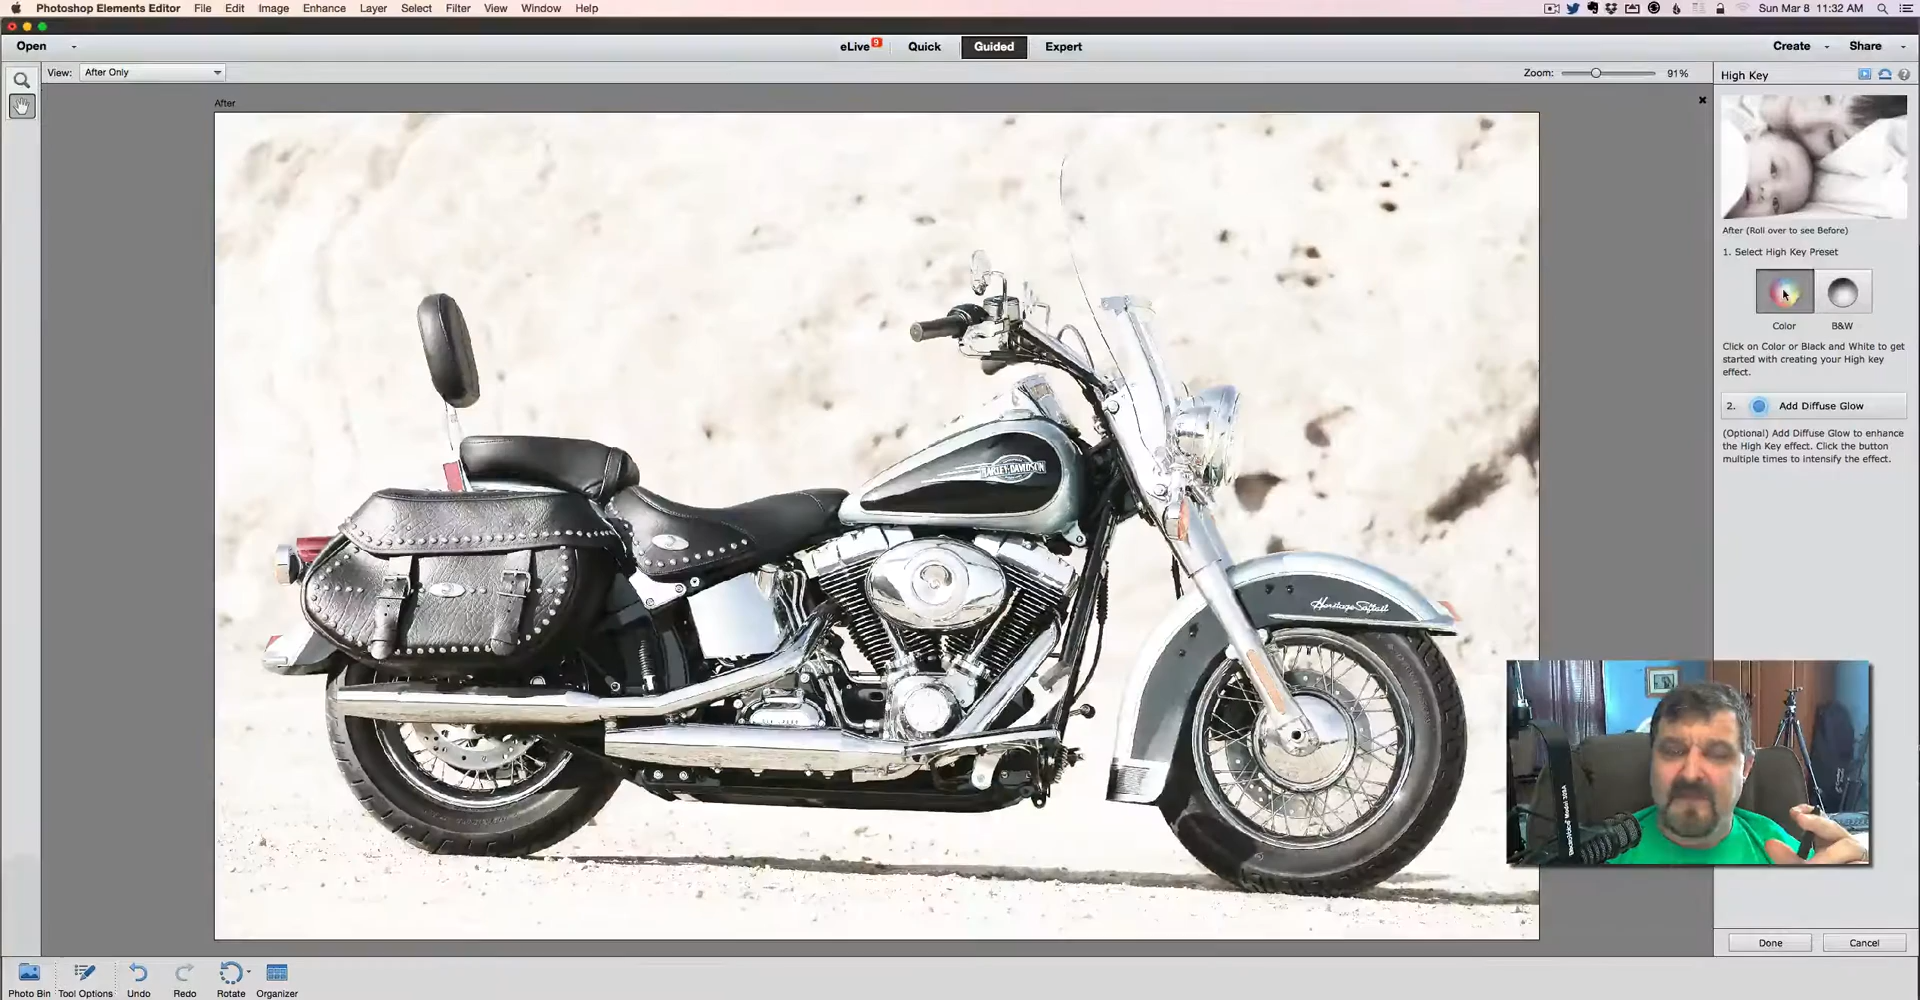 Photoshop Elements Editor File Edit Image Enhance Layer Select Filter View Window Help Sun Mar 8 11:32 AM
Open eLive 9 Quick Guided Expert Create Share
View: After Only Zoom: 91% High Key
After
After (Roll over to see Before)
1. Select High Key Preset
Color B&W
Click on Color or Black and White to get
started with creating your High key
effect.
2. Add Diffuse Glow
(Optional) Add Diffuse Glow to enhance
the High Key effect. Click the button
multiple times to intensify the effect.
HARLEY-DAVIDSON
Heritage Softail
Done Cancel
Photo Bin Tool Options Undo Redo Rotate Organizer